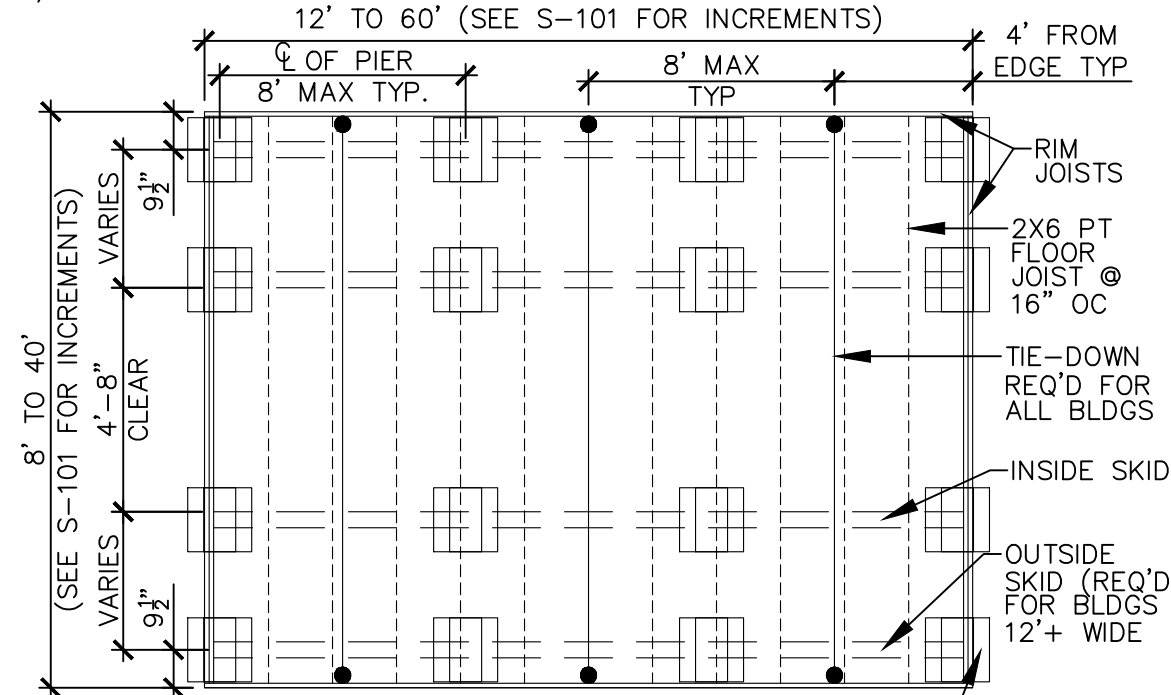 12' TO 60' (SEE S-101 FOR INCREMENTS)
℄ OF PIER
8' MAX TYP.
8' MAX
TYP
4' FROM
EDGE TYP
8' TO 40'
(SEE S-101 FOR INCREMENTS)
VARIES
9½"
4'-8"
CLEAR
VARIES
9½"
RIM
JOISTS
2X6 PT
FLOOR
JOIST @
16" OC
TIE-DOWN
REQ'D FOR
ALL BLDGS
INSIDE SKID
OUTSIDE
SKID (REQ'D
FOR BLDGS
12'+ WIDE